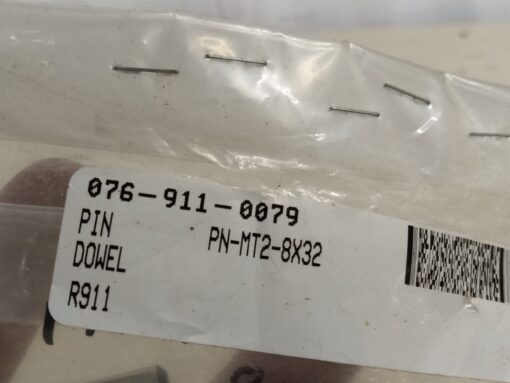 076-911-0079
PIN PN-MT2-8X32
DOWEL
R911